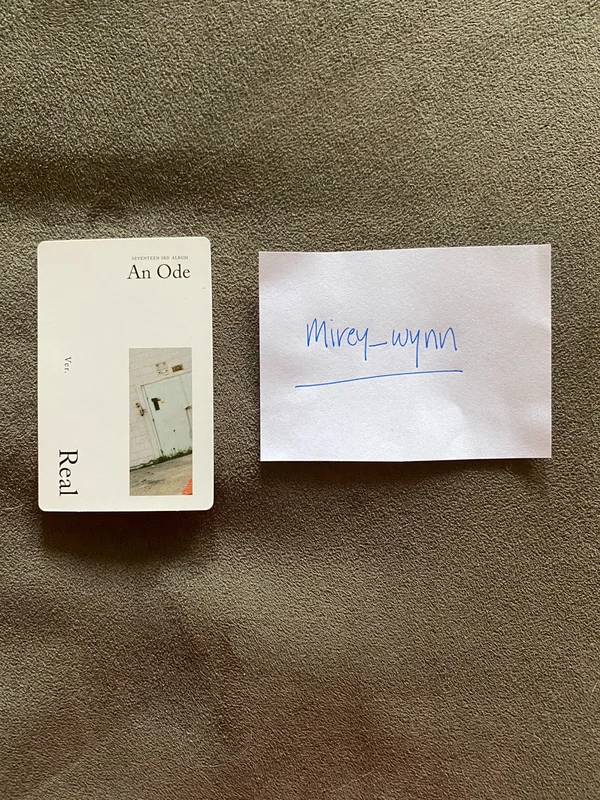 SEVENTEEN 3RD ALBUM
An Ode
Ver.
Real
mirey_wynn